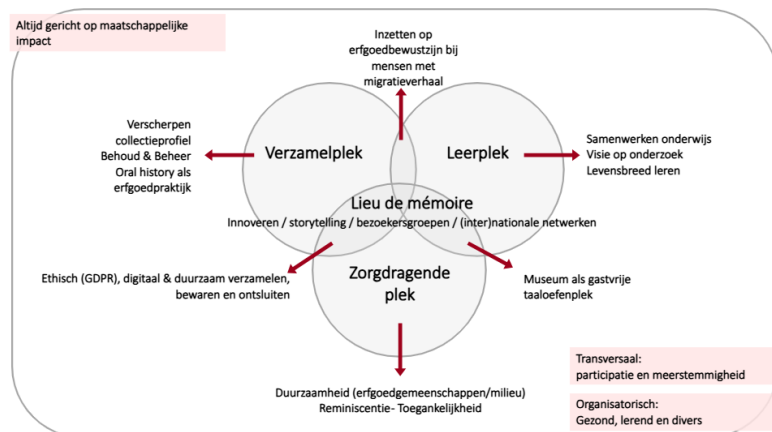 Altijd gericht op maatschappelijke
impact
Inzetten op
erfgoedbewustzijn bij
mensen met
migratieverhaal
Verscherpen
collectieprofiel
Behoud & Beheer
Oral history als
erfgoedpraktijk
Verzamelplek
Leerplek
Samenwerken onderwijs
Visie op onderzoek
Levensbreed leren
Lieu de mémoire
Innoveren / storytelling / bezoekersgroepen / (inter)nationale netwerken
Ethisch (GDPR), digitaal & duurzaam verzamelen,
bewaren en ontsluiten
Zorgdragende
plek
Museum als gastvrije
taaloefenplek
Duurzaamheid (erfgoedgemeenschappen/milieu)
Reminiscentie- Toegankelijkheid
Transversaal:
participatie en meerstemmigheid
Organisatorisch:
Gezond, lerend en divers